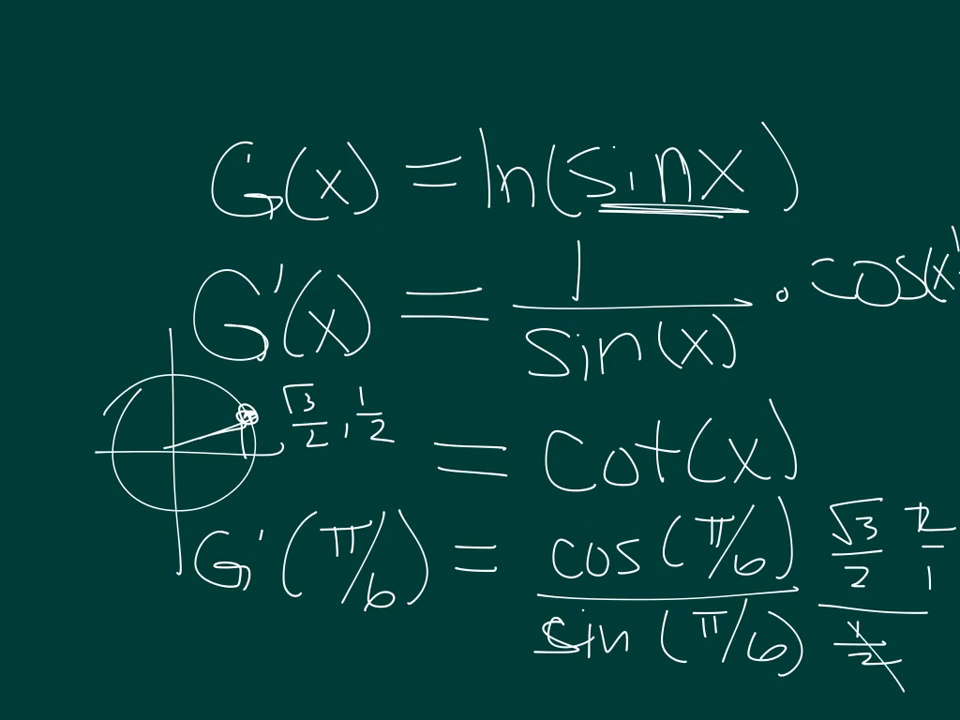 G(x) = ln(sinx)
G'(x) = 1/sin(x) · cos(x)
√3/2 , 1/2
= cot(x)
G'(π/6) = cos(π/6)/sin(π/6) √3/2 2/1 1/2